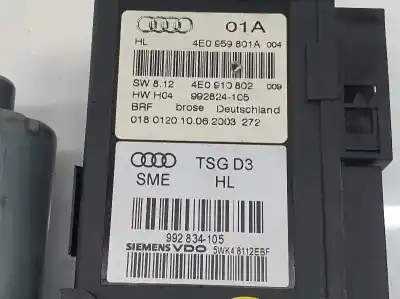 01A
HL 4E0 959 801A 004
SW 8.12 4E0 910 802 009
HW H04 992824-105
BRF brose Deutschland
018 0120 10.06.2003 272
TSG D3
SME HL
992 834-105
SIEMENS VDO 5WK4 8112EBF